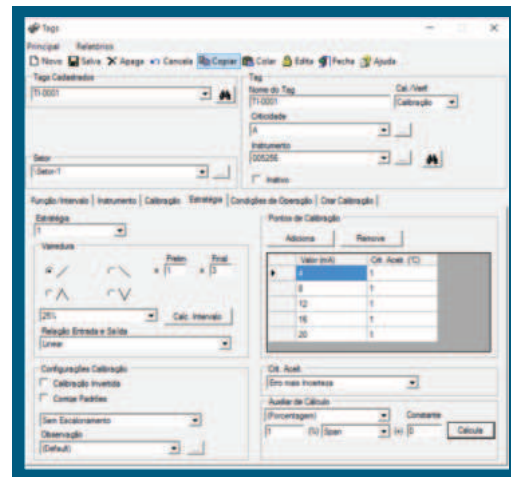 Tags
Principal Relatórios
Novo Salva Apaga Cancela Copiar Colar Edita Fecha Ajuda
Tags Cadastrados
TI-0001
Setor
\Setor-1
Tag
Nome do Tag Cal./Verif.
TI-0001 Calibração
Criticidade
A
Instrumento
005256
Inativo
Função/Intervalo Instrumento Calibração Estratégia Condições de Operação Criar Calibração
Estratégia
1
Varredura
Prelim. Final
x 1 x 3
25% Calc. Intervalo
Relação Entrada e Saída
Linear
Configurações Calibração
Calibração Invertida
Contar Padrões
Sem Escalonamento
Observação
(Default)
Pontos de Calibração
Adiciona Remove
Valor (mA) Crit. Aceit. (°C)
4 1
8 1
12 1
16 1
20 1
Crit. Aceit.
Erro mais Incerteza
Auxiliar de Cálculo
(Porcentagem) Constante
1 (%) Span (+) 0 Calcula